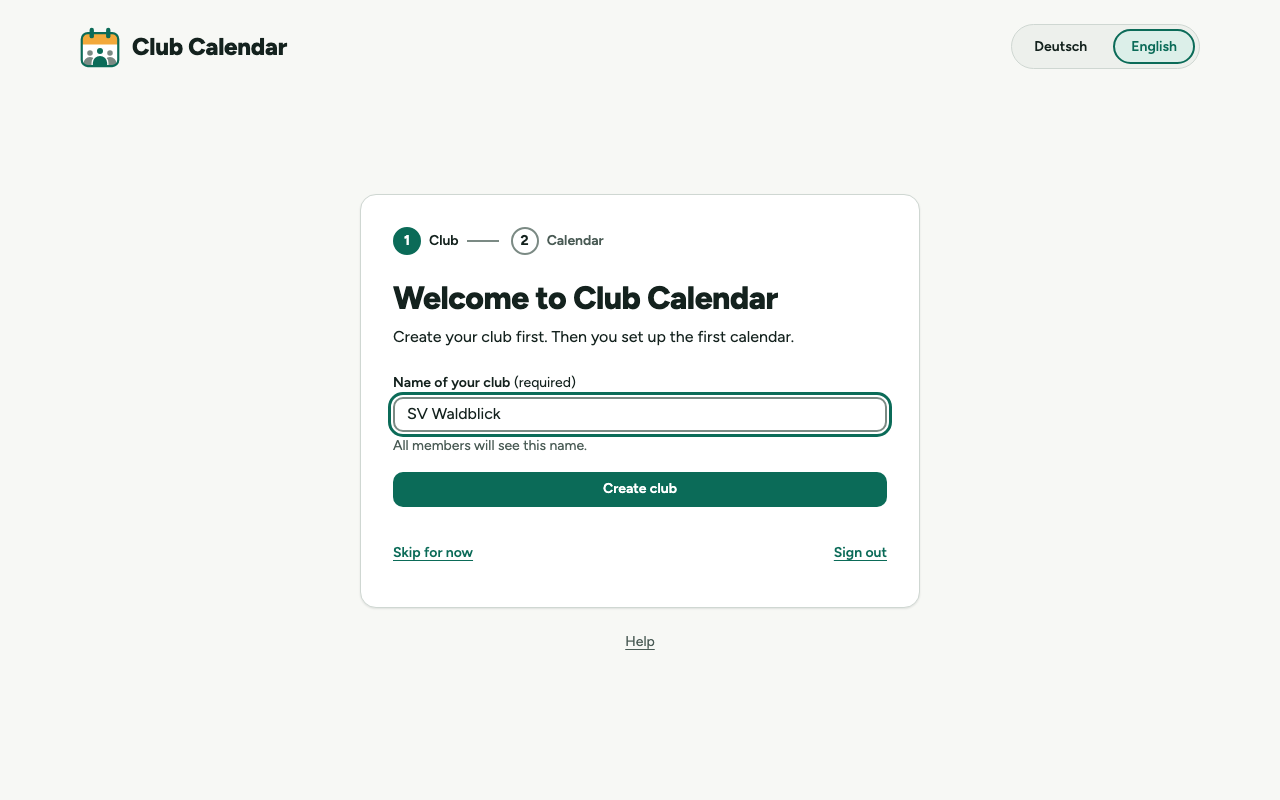 Club Calendar
Deutsch English
1 Club 2 Calendar
Welcome to Club Calendar
Create your club first. Then you set up the first calendar.
Name of your club (required)
SV Waldblick
All members will see this name.
Create club
Skip for now Sign out
Help